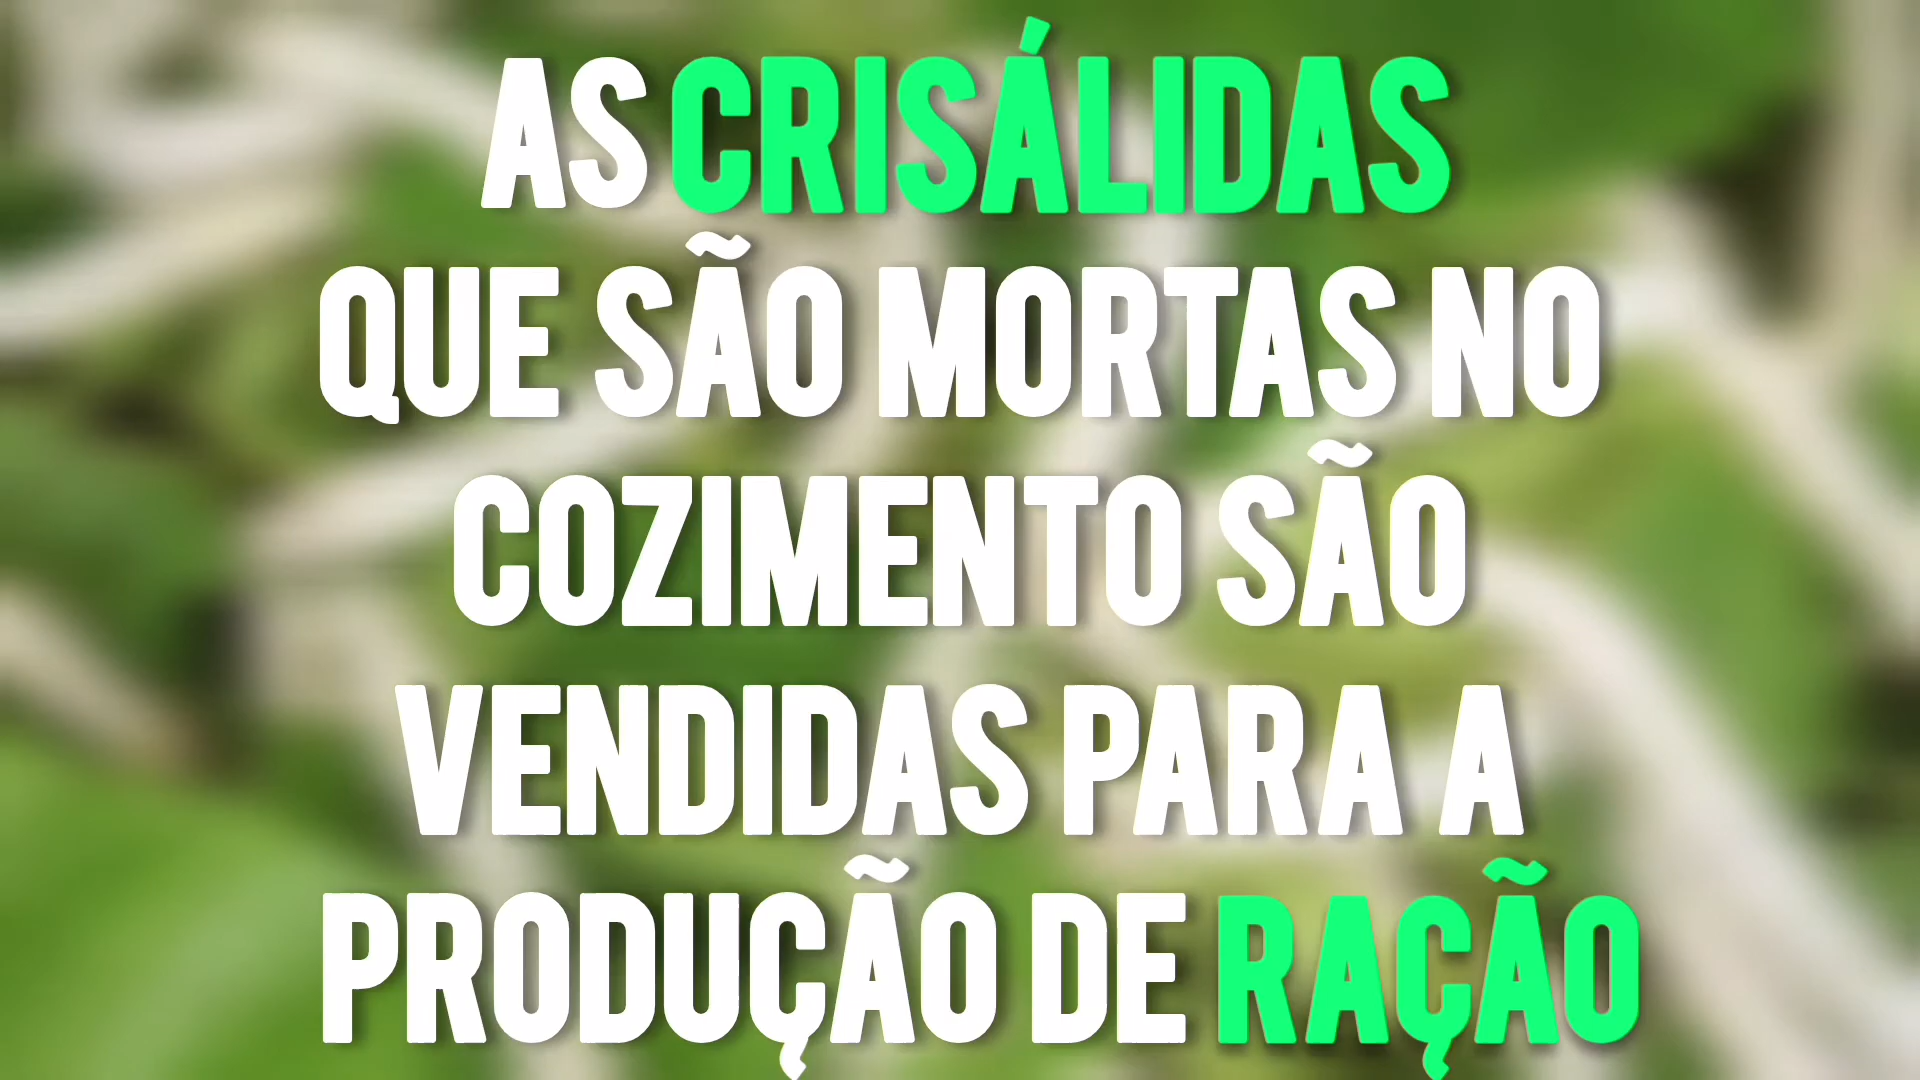 AS CRISÁLIDAS
QUE SÃO MORTAS NO
COZIMENTO SÃO
VENDIDAS PARA A
PRODUÇÃO DE RAÇÃO